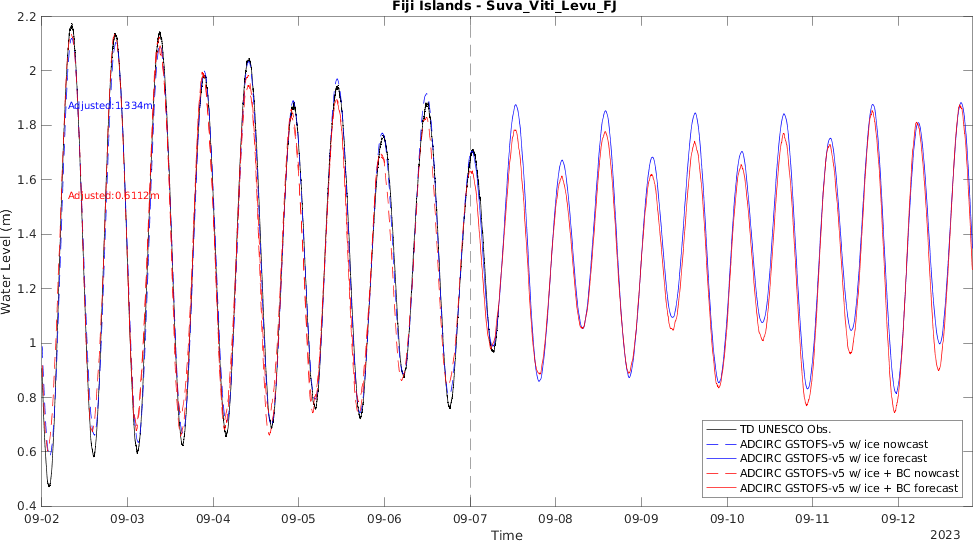 Fiji Islands - Suva_Viti_Levu_FJ
2.2
2
1.8
1.6
1.4
1.2
1
0.8
0.6
0.4
Water Level (m)
Adjusted:1.334m
Adjusted:0.6112m
TD UNESCO Obs.
ADCIRC GSTOFS-v5 w/ ice nowcast
ADCIRC GSTOFS-v5 w/ ice forecast
ADCIRC GSTOFS-v5 w/ ice + BC nowcast
ADCIRC GSTOFS-v5 w/ ice + BC forecast
09-02 09-03 09-04 09-05 09-06 09-07 09-08 09-09 09-10 09-11 09-12
Time
2023